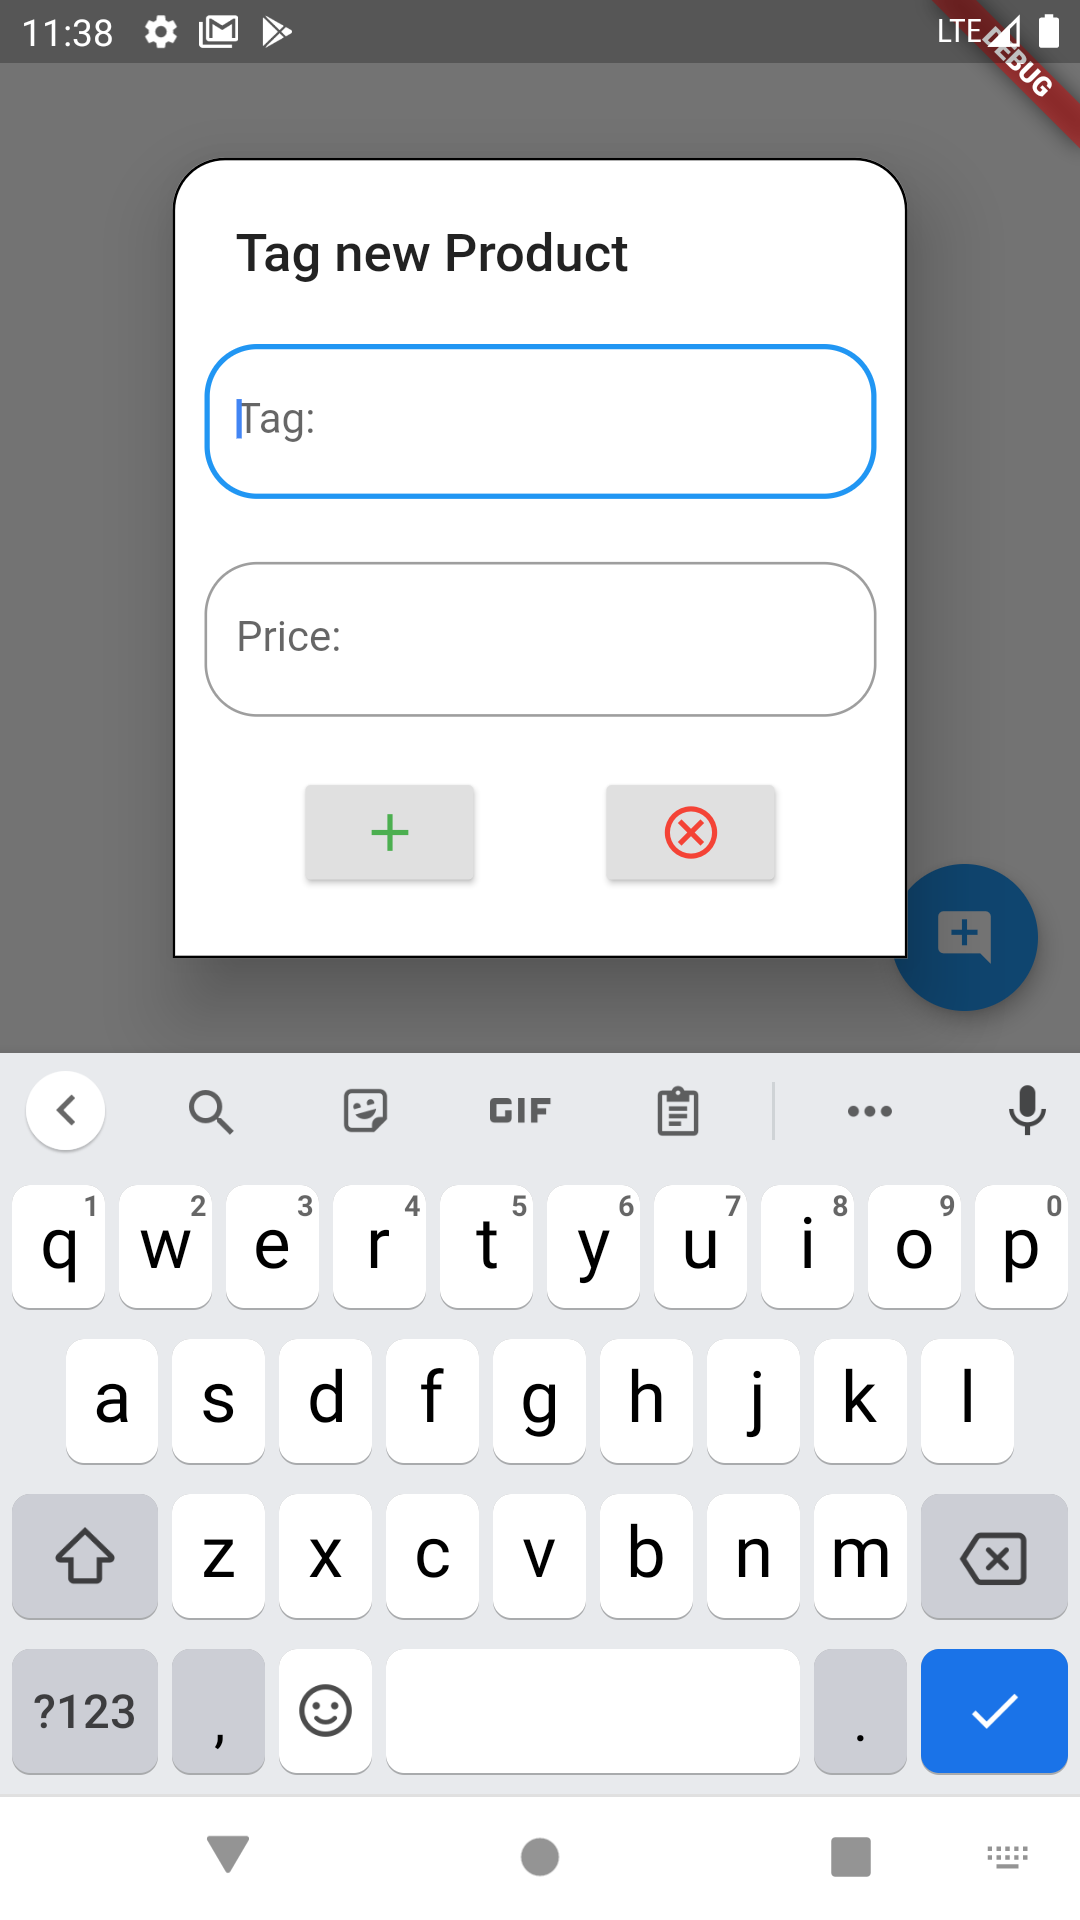 11:38 LTE
DEBUG
Tag new Product
Tag:
Price:
GIF
1 2 3 4 5 6 7 8 9 0
q w e r t y u i o p
a s d f g h j k l
z x c v b n m
?123 , .